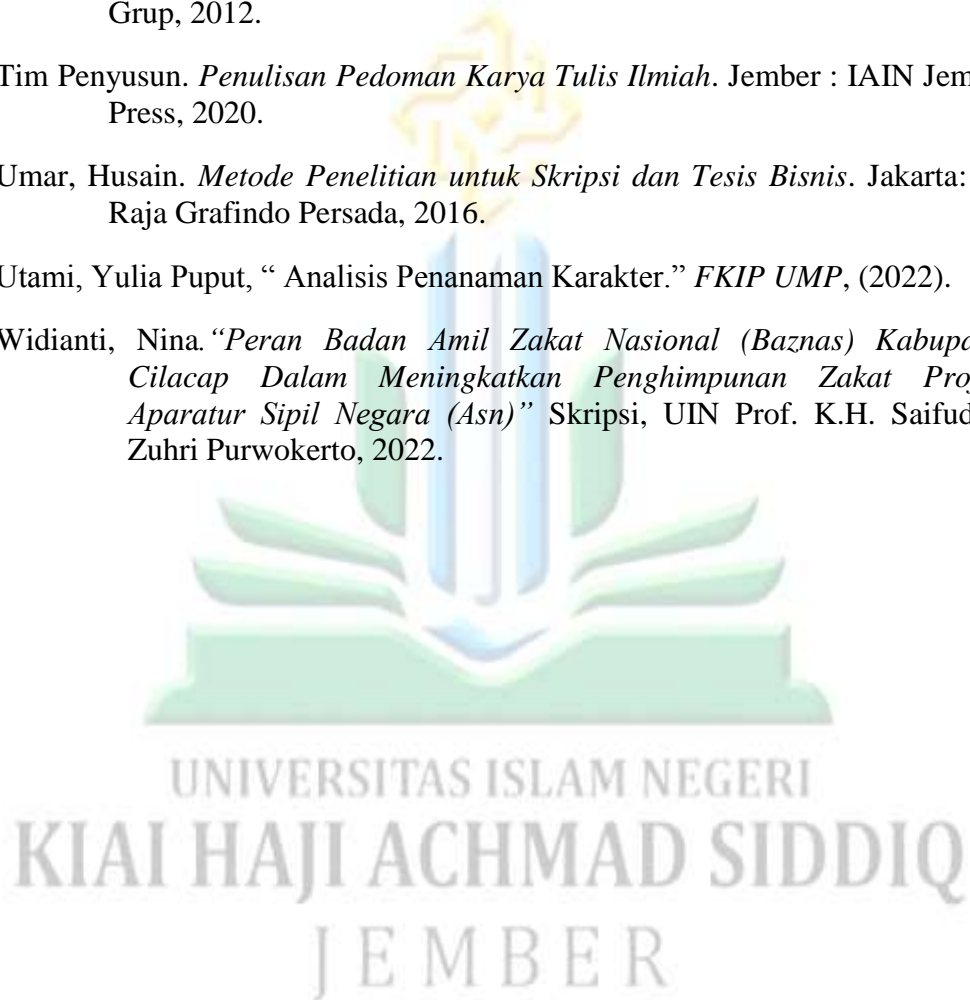 Grup, 2012.
Tim Penyusun. Penulisan Pedoman Karya Tulis Ilmiah. Jember : IAIN Jem
Press, 2020.
Umar, Husain. Metode Penelitian untuk Skripsi dan Tesis Bisnis. Jakarta:
Raja Grafindo Persada, 2016.
Utami, Yulia Puput, “ Analisis Penanaman Karakter.” FKIP UMP, (2022).
Widianti, Nina.“Peran Badan Amil Zakat Nasional (Baznas) Kabupa
Cilacap Dalam Meningkatkan Penghimpunan Zakat Pro
Aparatur Sipil Negara (Asn)” Skripsi, UIN Prof. K.H. Saifud
Zuhri Purwokerto, 2022.
UNIVERSITAS ISLAM NEGERI
KIAI HAJI ACHMAD SIDDIQ
JEMBER